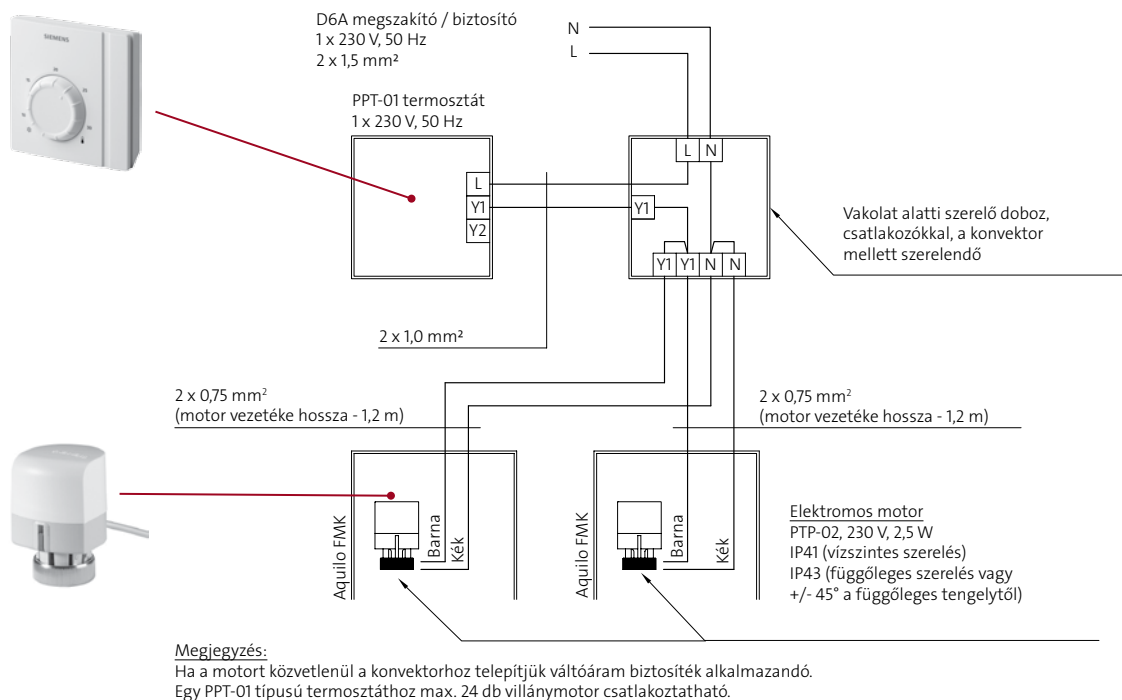 SIEMENS
D6A megszakító / biztosító
1 x 230 V, 50 Hz
2 x 1,5 mm²
N
L
PPT-01 termosztát
1 x 230 V, 50 Hz
L N
L
Y1
Y2
Y1
Y1 Y1 N N
Vakolat alatti szerelő doboz,
csatlakozókkal, a konvektor
mellett szerelendő
2 x 1,0 mm²
2 x 0,75 mm²
(motor vezetéke hossza - 1,2 m)
2 x 0,75 mm²
(motor vezetéke hossza - 1,2 m)
Aquilo FMK
Barna
Kék
Aquilo FMK
Barna
Kék
Elektromos motor
PTP-02, 230 V, 2,5 W
IP41 (vízszintes szerelés)
IP43 (függőleges szerelés vagy
+/- 45° a függőleges tengelytől)
Megjegyzés:
Ha a motort közvetlenül a konvektorhoz telepítjük váltóáram biztosíték alkalmazandó.
Egy PPT-01 típusú termosztáthoz max. 24 db villánymotor csatlakoztatható.